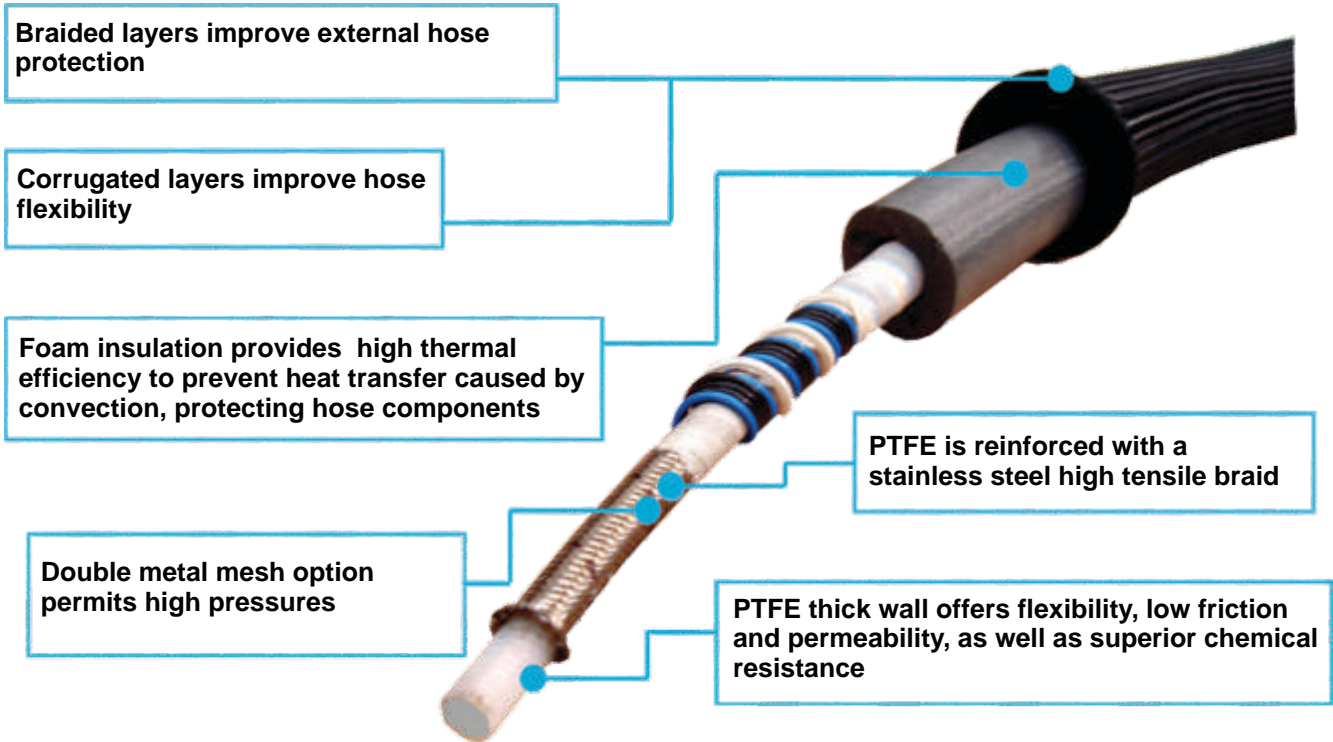 Braided layers improve external hose
protection
Corrugated layers improve hose
flexibility
Foam insulation provides high thermal
efficiency to prevent heat transfer caused by
convection, protecting hose components
PTFE is reinforced with a
stainless steel high tensile braid
Double metal mesh option
permits high pressures
PTFE thick wall offers flexibility, low friction
and permeability, as well as superior chemical
resistance